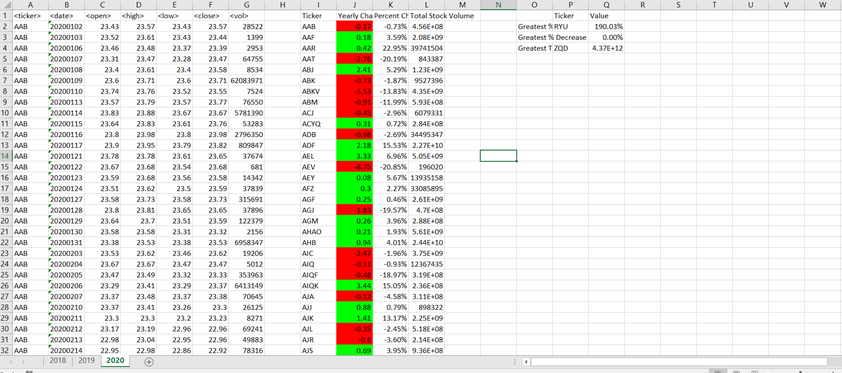 A B C D E F G H I J K L M N O P Q R S T U V W
1 <ticker> <date> <open> <high> <low> <close> <vol> Ticker Yearly Cha Percent Ch Total Stock Volume Ticker Value
2 AAB 20200102 23.43 23.57 23.43 23.57 28522 AAB -0.17 -0.73% 4.56E+08 Greatest % RYU 190.03%
3 AAB 20200103 23.52 23.61 23.43 23.44 1399 AAF 0.18 3.59% 2.08E+09 Greatest % Decrease 0.00%
4 AAB 20200106 23.46 23.48 23.37 23.39 2953 AAR 0.42 22.95% 39741504 Greatest T ZQD 4.37E+12
5 AAB 20200107 23.31 23.47 23.28 23.47 64755 AAT -2.76 -20.19% 843387
6 AAB 20200108 23.4 23.61 23.4 23.58 8534 ABJ 2.41 5.29% 1.23E+09
7 AAB 20200109 23.6 23.71 23.6 23.71 62083971 ABK -0.73 -1.87% 9527396
8 AAB 20200110 23.74 23.76 23.52 23.55 7524 ABKV -3.53 -13.83% 4.35E+09
9 AAB 20200113 23.57 23.79 23.57 23.77 76550 ABM -0.91 -11.99% 5.93E+08
10 AAB 20200114 23.83 23.88 23.67 23.67 5781390 ACJ -0.45 -2.96% 6079331
11 AAB 20200115 23.64 23.83 23.61 23.76 53283 ACYQ 0.31 0.72% 2.84E+08
12 AAB 20200116 23.8 23.98 23.8 23.98 2796350 ADB -0.68 -2.69% 34495347
13 AAB 20200117 23.9 23.95 23.79 23.82 809847 ADF 2.18 15.53% 2.27E+10
14 AAB 20200121 23.78 23.78 23.61 23.65 37674 AEL 3.33 6.96% 5.05E+09
15 AAB 20200122 23.67 23.68 23.54 23.68 681 AEV -8.75 -20.85% 196020
16 AAB 20200123 23.59 23.68 23.56 23.58 14342 AEY 0.08 5.67% 13935158
17 AAB 20200124 23.51 23.62 23.5 23.59 37839 AFZ 0.3 2.27% 33085895
18 AAB 20200127 23.58 23.73 23.58 23.73 315691 AGF 0.25 0.46% 2.61E+09
19 AAB 20200128 23.8 23.81 23.65 23.65 37896 AGJ -1.83 -19.57% 4.7E+08
20 AAB 20200129 23.64 23.7 23.51 23.59 122379 AGM 0.26 3.96% 2.88E+08
21 AAB 20200130 23.58 23.58 23.31 23.32 2156 AHAO 0.21 1.93% 5.61E+09
22 AAB 20200131 23.38 23.53 23.38 23.53 6958347 AHB 0.94 4.01% 2.44E+10
23 AAB 20200203 23.53 23.62 23.46 23.62 19206 AIC -2.47 -1.96% 3.75E+09
24 AAB 20200204 23.67 23.67 23.47 23.47 5012 AIQ -0.11 -0.93% 12367435
25 AAB 20200205 23.47 23.49 23.32 23.33 353963 AIQF -0.48 -18.97% 3.19E+08
26 AAB 20200206 23.29 23.41 23.29 23.37 6413149 AIQK 3.44 15.05% 2.36E+08
27 AAB 20200207 23.37 23.48 23.37 23.38 70645 AJA -0.12 -4.58% 3.11E+08
28 AAB 20200210 23.37 23.41 23.26 23.3 26125 AJJ 0.88 0.79% 898322
29 AAB 20200211 23.3 23.3 23.2 23.23 8271 AJK 1.41 13.17% 2.25E+09
30 AAB 20200212 23.17 23.19 22.96 22.96 69241 AJL -0.35 -2.45% 5.18E+08
31 AAB 20200213 22.98 23.04 22.95 22.96 49883 AJR -0.6 -3.60% 2.14E+08
32 AAB 20200214 22.95 22.98 22.86 22.92 78316 AJS 0.69 3.95% 9.36E+08
2018 2019 2020